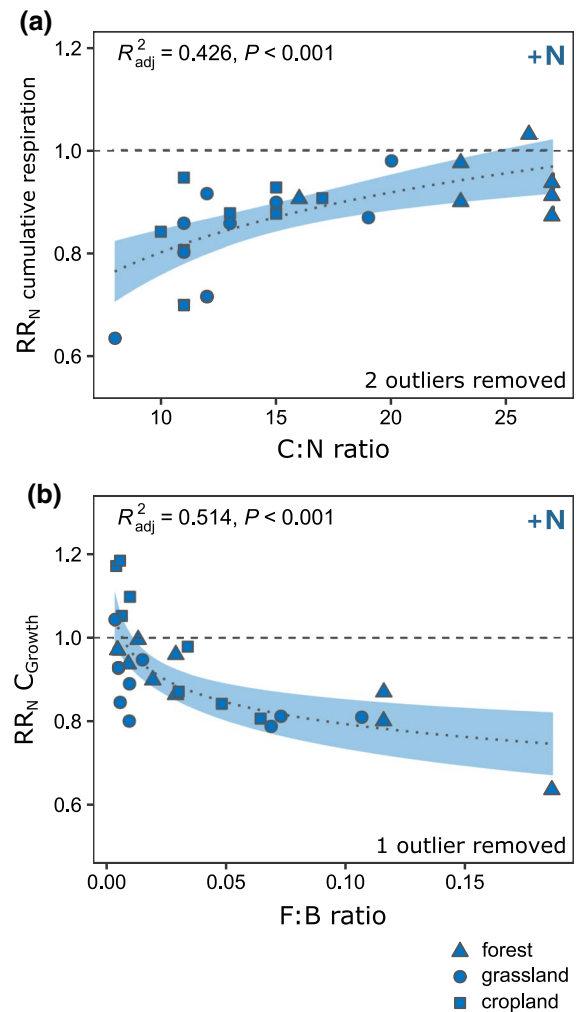 (a)
R²adj = 0.426, P < 0.001
+N
1.2
1.0
0.8
0.6
RRN cumulative respiration
2 outliers removed
10 15 20 25
C:N ratio
(b)
R²adj = 0.514, P < 0.001
+N
1.2
1.0
0.8
0.6
RRN CGrowth
1 outlier removed
0.00 0.05 0.10 0.15
F:B ratio
forest
grassland
cropland